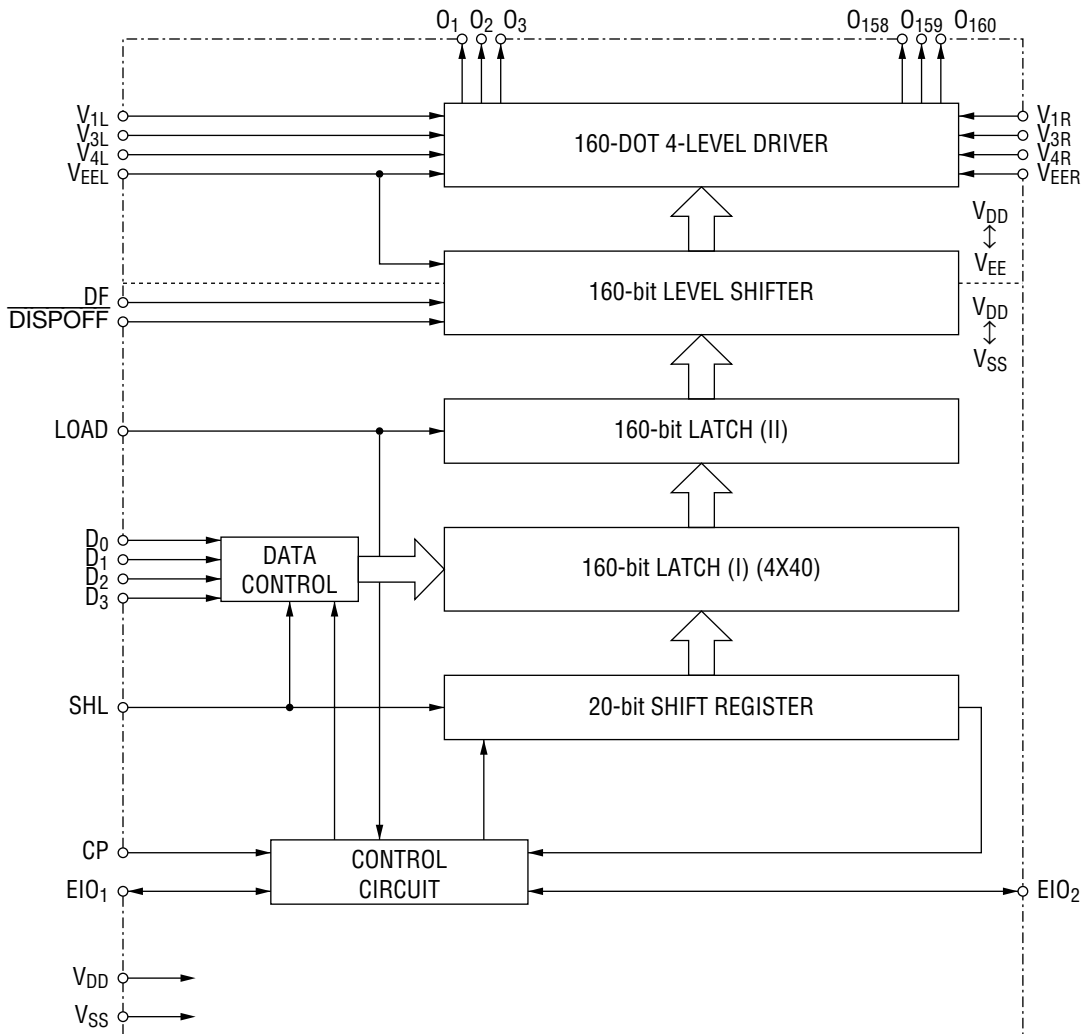 O1 O2 O3
O158 O159 O160
V1L
V3L
V4L
VEEL
160-DOT 4-LEVEL DRIVER
V1R
V3R
V4R
VEER
VDD
↕
VEE
DF
DISPOFF
160-bit LEVEL SHIFTER
VDD
↕
VSS
LOAD
160-bit LATCH (II)
D0
D1
D2
D3
DATA
CONTROL
160-bit LATCH (I) (4X40)
SHL
20-bit SHIFT REGISTER
CP
EIO1
CONTROL
CIRCUIT
EIO2
VDD
VSS